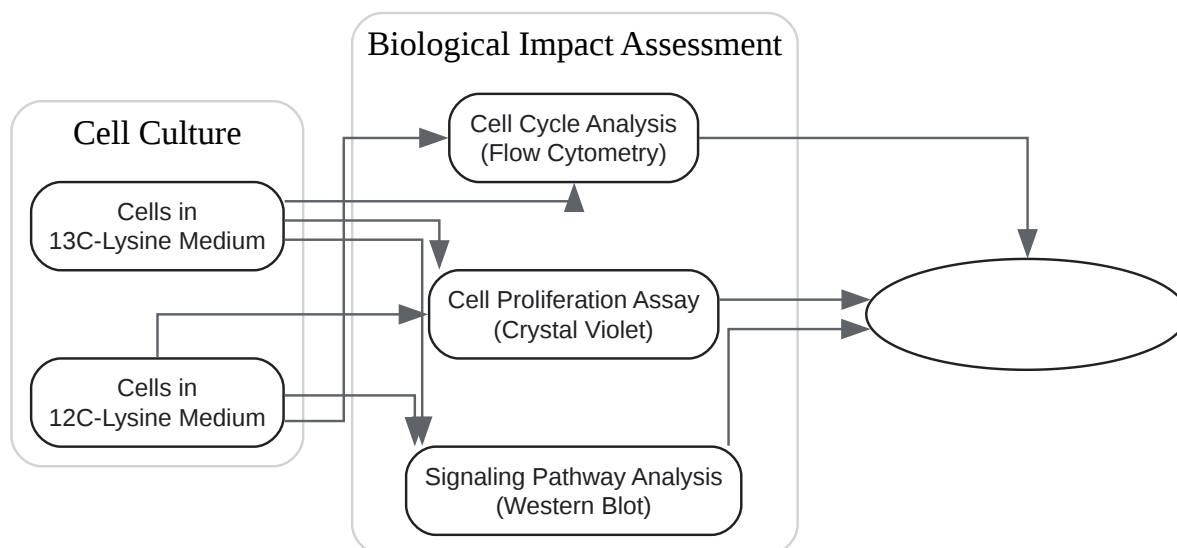 Biological Impact Assessment
Cell Culture
Cell Cycle Analysis
(Flow Cytometry)
Cells in
13C-Lysine Medium
Cell Proliferation Assay
(Crystal Violet)
Cells in
12C-Lysine Medium
Signaling Pathway Analysis
(Western Blot)